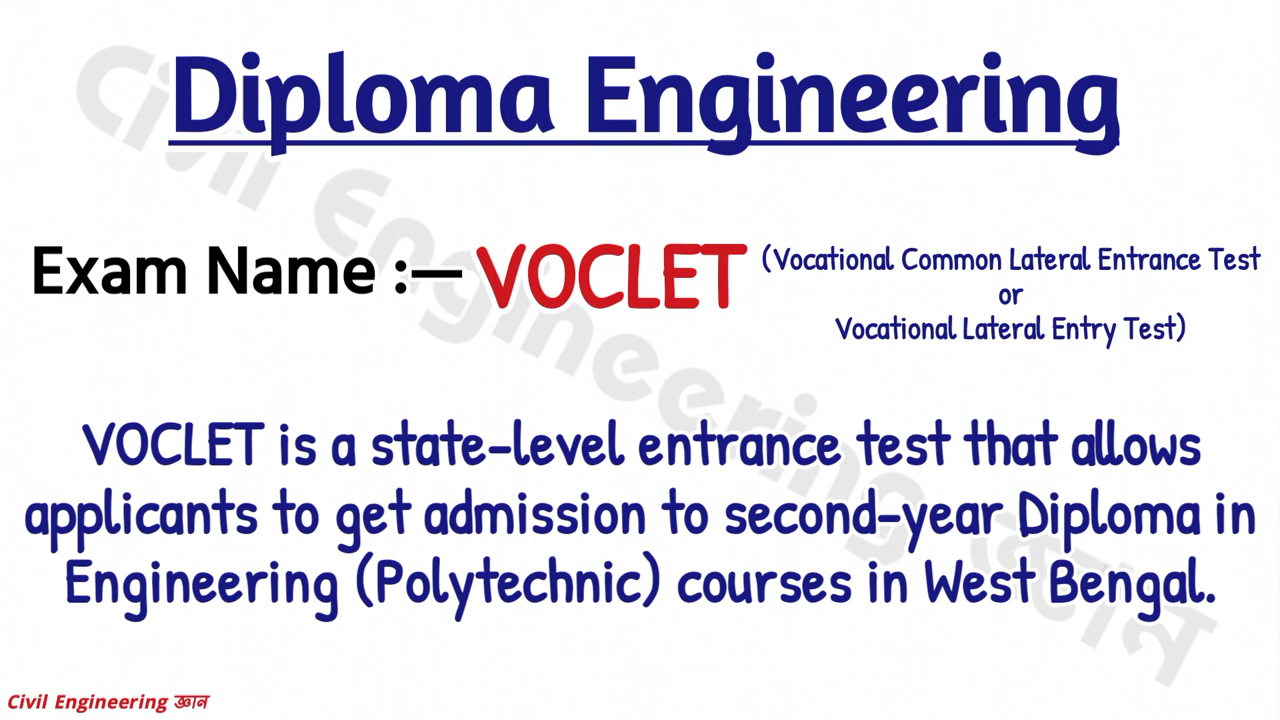 Diploma Engineering
Exam Name :— VOCLET (Vocational Common Lateral Entrance Test
or
Vocational Lateral Entry Test)
VOCLET is a state-level entrance test that allows
applicants to get admission to second-year Diploma in
Engineering (Polytechnic) courses in West Bengal.
Civil Engineering জ্ঞান
Civil Engineering জ্ঞান